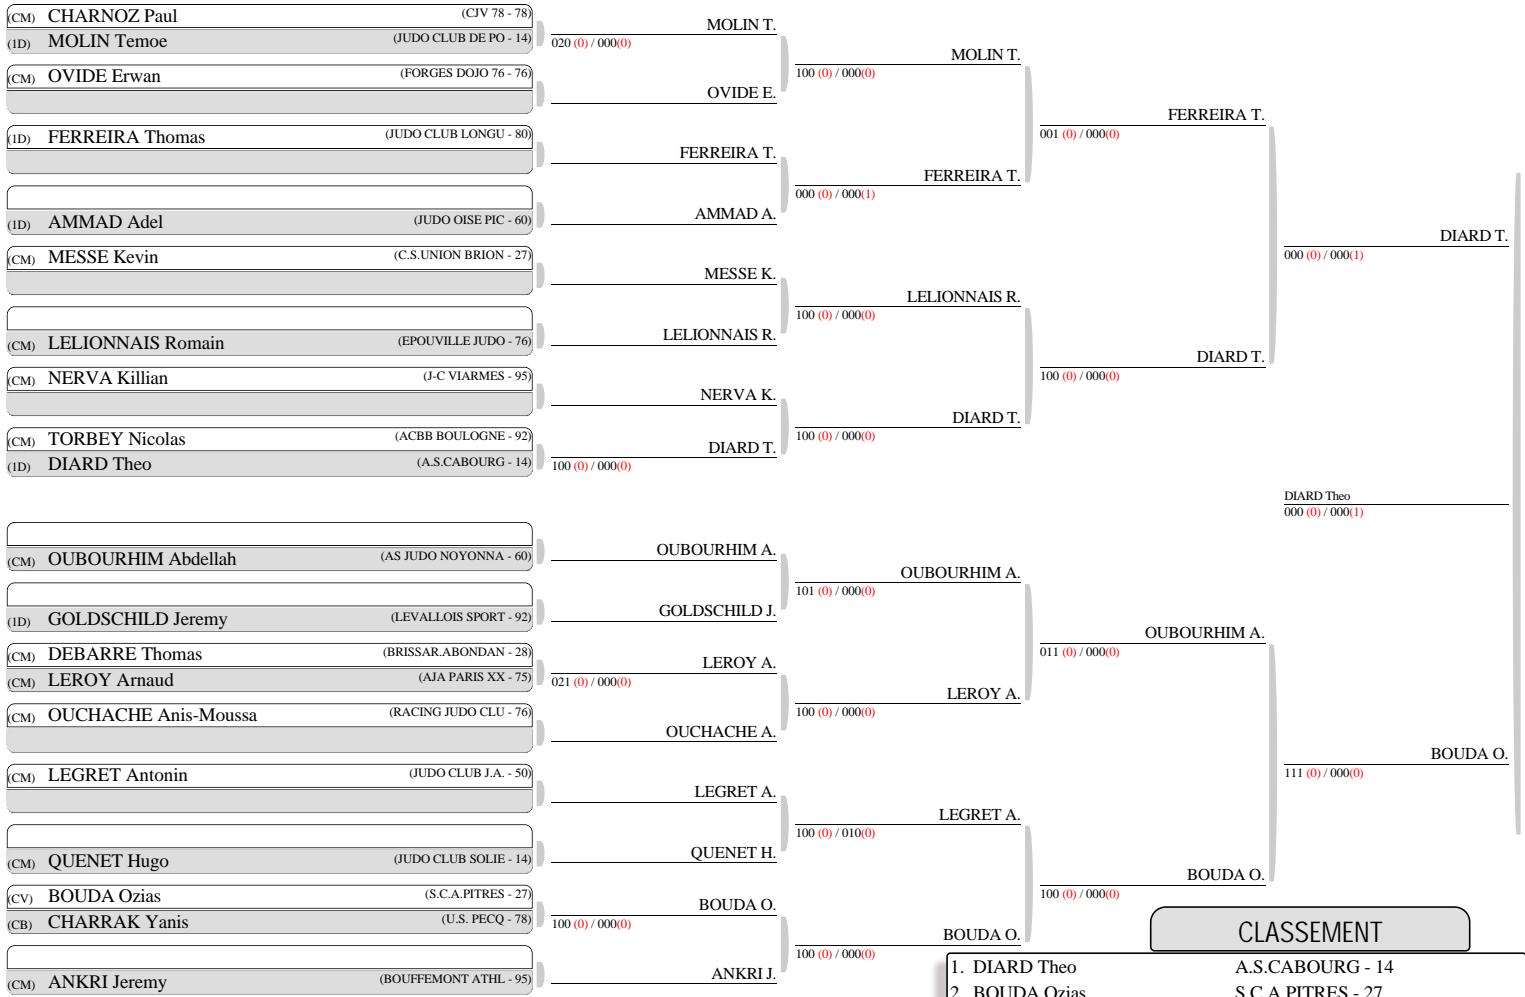 (CM) CHARNOZ Paul (CJV 78 - 78)
(1D) MOLIN Temoe (JUDO CLUB DE PO - 14)
(CM) OVIDE Erwan (FORGES DOJO 76 - 76)
(1D) FERREIRA Thomas (JUDO CLUB LONGU - 80)
(1D) AMMAD Adel (JUDO OISE PIC - 60)
(CM) MESSE Kevin (C.S.UNION BRION - 27)
(CM) LELIONNAIS Romain (EPOUVILLE JUDO - 76)
(CM) NERVA Killian (J-C VIARMES - 95)
(CM) TORBEY Nicolas (ACBB BOULOGNE - 92)
(1D) DIARD Theo (A.S.CABOURG - 14)
(CM) OUBOURHIM Abdellah (AS JUDO NOYONNA - 60)
(1D) GOLDSCHILD Jeremy (LEVALLOIS SPORT - 92)
(CM) DEBARRE Thomas (BRISSAR.ABONDAN - 28)
(CM) LEROY Arnaud (AJA PARIS XX - 75)
(CM) OUCHACHE Anis-Moussa (RACING JUDO CLU - 76)
(CM) LEGRET Antonin (JUDO CLUB J.A. - 50)
(CM) QUENET Hugo (JUDO CLUB SOLIE - 14)
(CV) BOUDA Ozias (S.C.A.PITRES - 27)
(CB) CHARRAK Yanis (U.S. PECQ - 78)
(CM) ANKRI Jeremy (BOUFFEMONT ATHL - 95)
MOLIN T.
020 (0) / 000(0)
OVIDE E.
FERREIRA T.
AMMAD A.
MESSE K.
LELIONNAIS R.
NERVA K.
DIARD T.
100 (0) / 000(0)
OUBOURHIM A.
GOLDSCHILD J.
LEROY A.
021 (0) / 000(0)
OUCHACHE A.
LEGRET A.
QUENET H.
BOUDA O.
100 (0) / 000(0)
ANKRI J.
MOLIN T.
100 (0) / 000(0)
FERREIRA T.
000 (0) / 000(1)
LELIONNAIS R.
100 (0) / 000(0)
DIARD T.
100 (0) / 000(0)
OUBOURHIM A.
101 (0) / 000(0)
LEROY A.
100 (0) / 000(0)
LEGRET A.
100 (0) / 010(0)
BOUDA O.
100 (0) / 000(0)
FERREIRA T.
001 (0) / 000(0)
DIARD T.
100 (0) / 000(0)
OUBOURHIM A.
011 (0) / 000(0)
BOUDA O.
100 (0) / 000(0)
DIARD T.
000 (0) / 000(1)
DIARD Theo
000 (0) / 000(1)
BOUDA O.
111 (0) / 000(0)
CLASSEMENT
1. DIARD Theo A.S.CABOURG - 14
2. BOUDA Ozias S.C.A.PITRES - 27